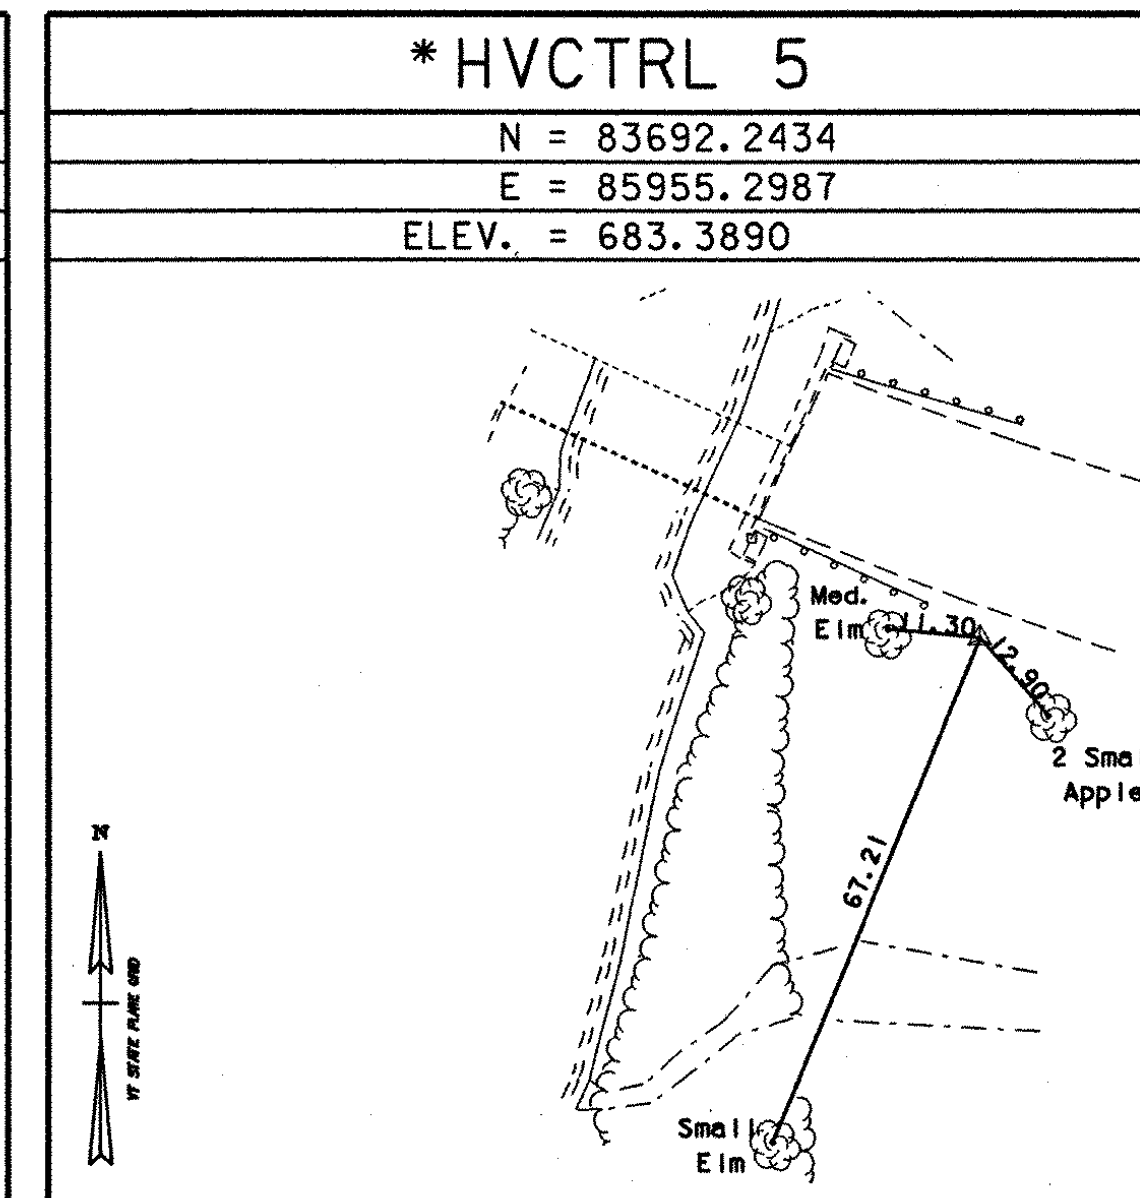 *HVCTRL 5
N = 83692.2434
E = 85955.2987
ELEV. = 683.3890
Med.
Elm
11.30
12.90
2 Smal
Apple
67.21
N
VT STATE PLANE GRID
Small
Elm